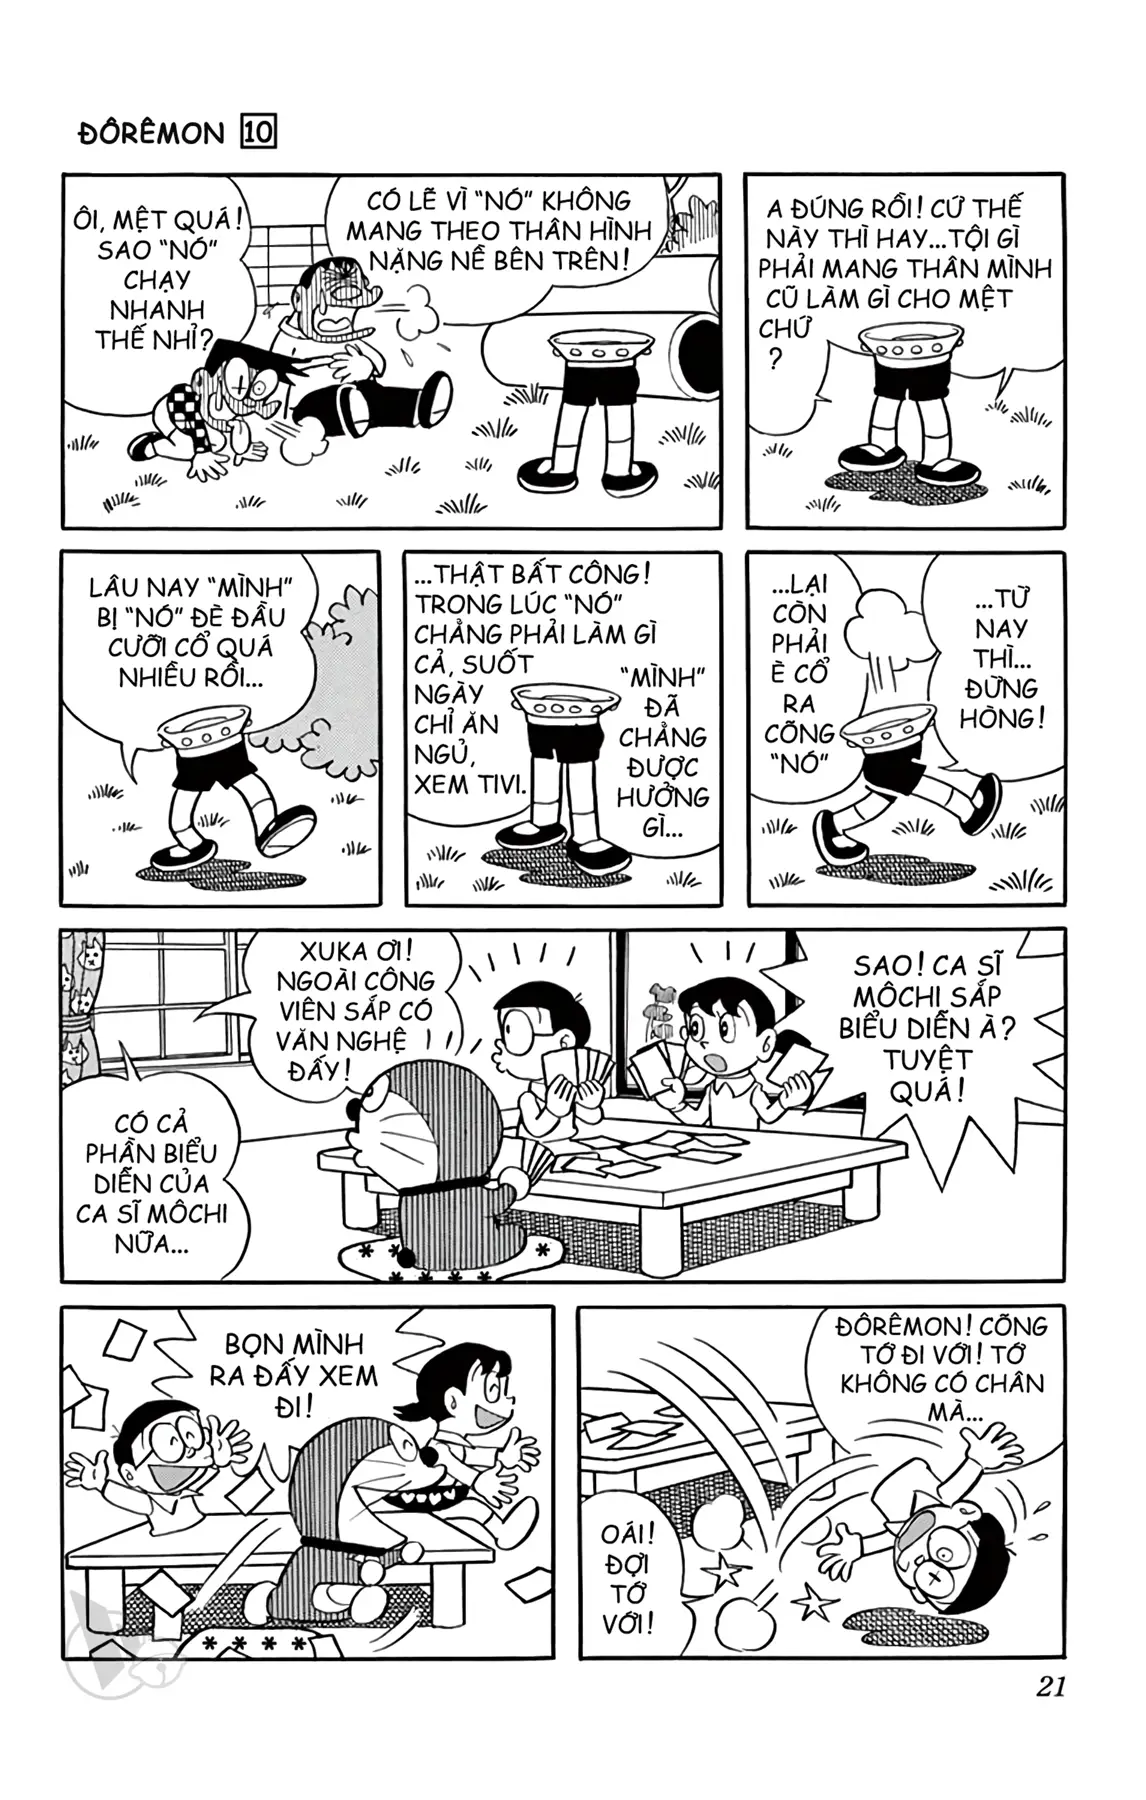 ĐÔRÊMON 10
ÔI, MỆT QUÁ!
SAO "NÓ"
CHẠY
NHANH
THẾ NHỈ?
CÓ LẼ VÌ "NÓ" KHÔNG
MANG THEO THÂN HÌNH
NẶNG NỀ BÊN TRÊN!
A ĐÚNG RỒI! CỨ THẾ
NÀY THÌ HAY...TỘI GÌ
PHẢI MANG THÂN MÌNH
CŨ LÀM GÌ CHO MỆT
CHỨ
?
LÂU NAY "MÌNH"
BỊ "NÓ" ĐÈ ĐẦU
CƯỠI CỔ QUÁ
NHIỀU RỒI...
...THẬT BẤT CÔNG!
TRONG LÚC "NÓ"
CHẲNG PHẢI LÀM GÌ
CẢ, SUỐT
NGÀY
CHỈ ĂN
NGỦ,
XEM TIVI.
"MÌNH"
ĐÃ
CHẲNG
ĐƯỢC
HƯỞNG
GÌ...
...LẠI
CÒN
PHẢI
È CỔ
RA
CÕNG
"NÓ"
...TỪ
NAY
THÌ...
ĐỪNG
HÒNG!
XUKA ƠI!
NGOÀI CÔNG
VIÊN SẮP CÓ
VĂN NGHỆ
ĐẤY!
CÓ CẢ
PHẦN BIỂU
DIỄN CỦA
CA SĨ MÔCHI
NỮA...
SAO! CA SĨ
MÔCHI SẮP
BIỂU DIỄN À?
TUYỆT
QUÁ!
BỌN MÌNH
RA ĐẤY XEM
ĐI!
ĐÔRÊMON! CÕNG
TỚ ĐI VỚI! TỚ
KHÔNG CÓ CHÂN
MÀ...
OÁI!
ĐỢI
TỚ
VỚI!
21